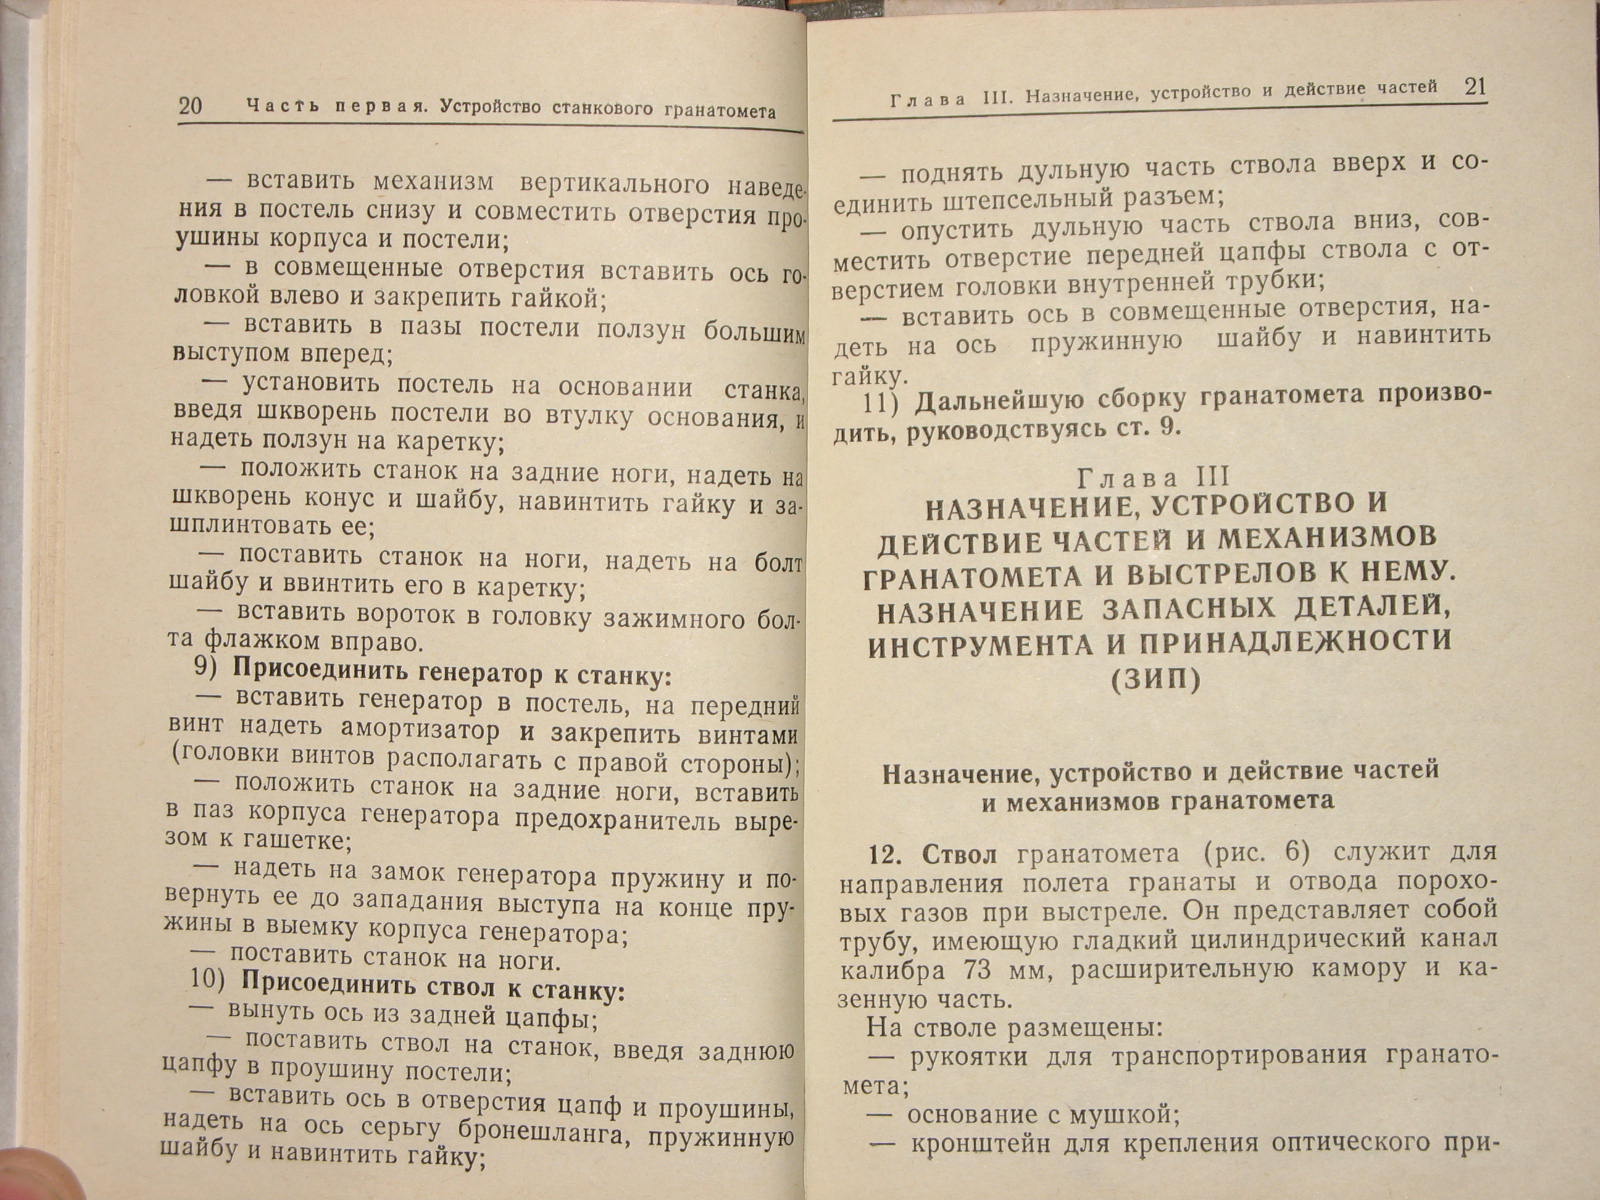 20 Часть первая. Устройство станкового гранатомета
— вставить механизм вертикального наведе-
ния в постель снизу и совместить отверстия про-
ушины корпуса и постели;
— в совмещенные отверстия вставить ось го-
ловкой влево и закрепить гайкой;
— вставить в пазы постели ползун большим
выступом вперед;
— установить постель на основании станка,
введя шкворень постели во втулку основания, и
надеть ползун на каретку;
— положить станок на задние ноги, надеть на
шкворень конус и шайбу, навинтить гайку и за-
шплинтовать ее;
— поставить станок на ноги, надеть на болт
шайбу и ввинтить его в каретку;
— вставить вороток в головку зажимного бол-
та флажком вправо.
9) Присоединить генератор к станку:
— вставить генератор в постель, на передний
винт надеть амортизатор и закрепить винтами
(головки винтов располагать с правой стороны);
— положить станок на задние ноги, вставить
в паз корпуса генератора предохранитель выре-
зом к гашетке;
— надеть на замок генератора пружину и по-
вернуть ее до западания выступа на конце пру-
жины в выемку корпуса генератора;
— поставить станок на ноги.
10) Присоединить ствол к станку:
— вынуть ось из задней цапфы;
— поставить ствол на станок, введя заднюю
цапфу в проушину постели;
— вставить ось в отверстия цапф и проушины,
надеть на ось серьгу бронешланга, пружинную
шайбу и навинтить гайку;
Глава III. Назначение, устройство и действие частей 21
— поднять дульную часть ствола вверх и со-
единить штепсельный разъем;
— опустить дульную часть ствола вниз, сов-
местить отверстие передней цапфы ствола с от-
верстием головки внутренней трубки;
— вставить ось в совмещенные отверстия, на-
деть на ось пружинную шайбу и навинтить
гайку.
11) Дальнейшую сборку гранатомета произво-
дить, руководствуясь ст. 9.
Глава III
НАЗНАЧЕНИЕ, УСТРОЙСТВО И
ДЕЙСТВИЕ ЧАСТЕЙ И МЕХАНИЗМОВ
ГРАНАТОМЕТА И ВЫСТРЕЛОВ К НЕМУ.
НАЗНАЧЕНИЕ ЗАПАСНЫХ ДЕТАЛЕЙ,
ИНСТРУМЕНТА И ПРИНАДЛЕЖНОСТИ
(ЗИП)
Назначение, устройство и действие частей
и механизмов гранатомета
12. Ствол гранатомета (рис. 6) служит для
направления полета гранаты и отвода порохо-
вых газов при выстреле. Он представляет собой
трубу, имеющую гладкий цилиндрический канал
калибра 73 мм, расширительную камору и ка-
зенную часть.
На стволе размещены:
— рукоятки для транспортирования гранато-
мета;
— основание с мушкой;
— кронштейн для крепления оптического при-